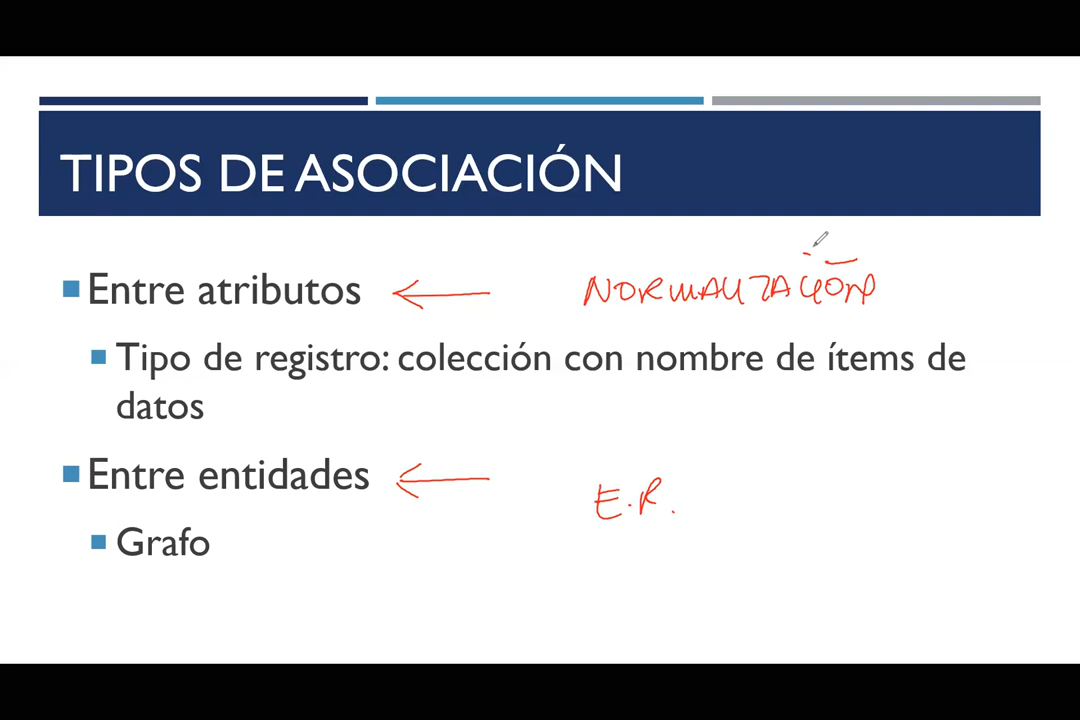 TIPOS DE ASOCIACIÓN
Entre atributos
NORMALIZACIÓN
Tipo de registro: colección con nombre de ítems de
datos
Entre entidades
E.R.
Grafo